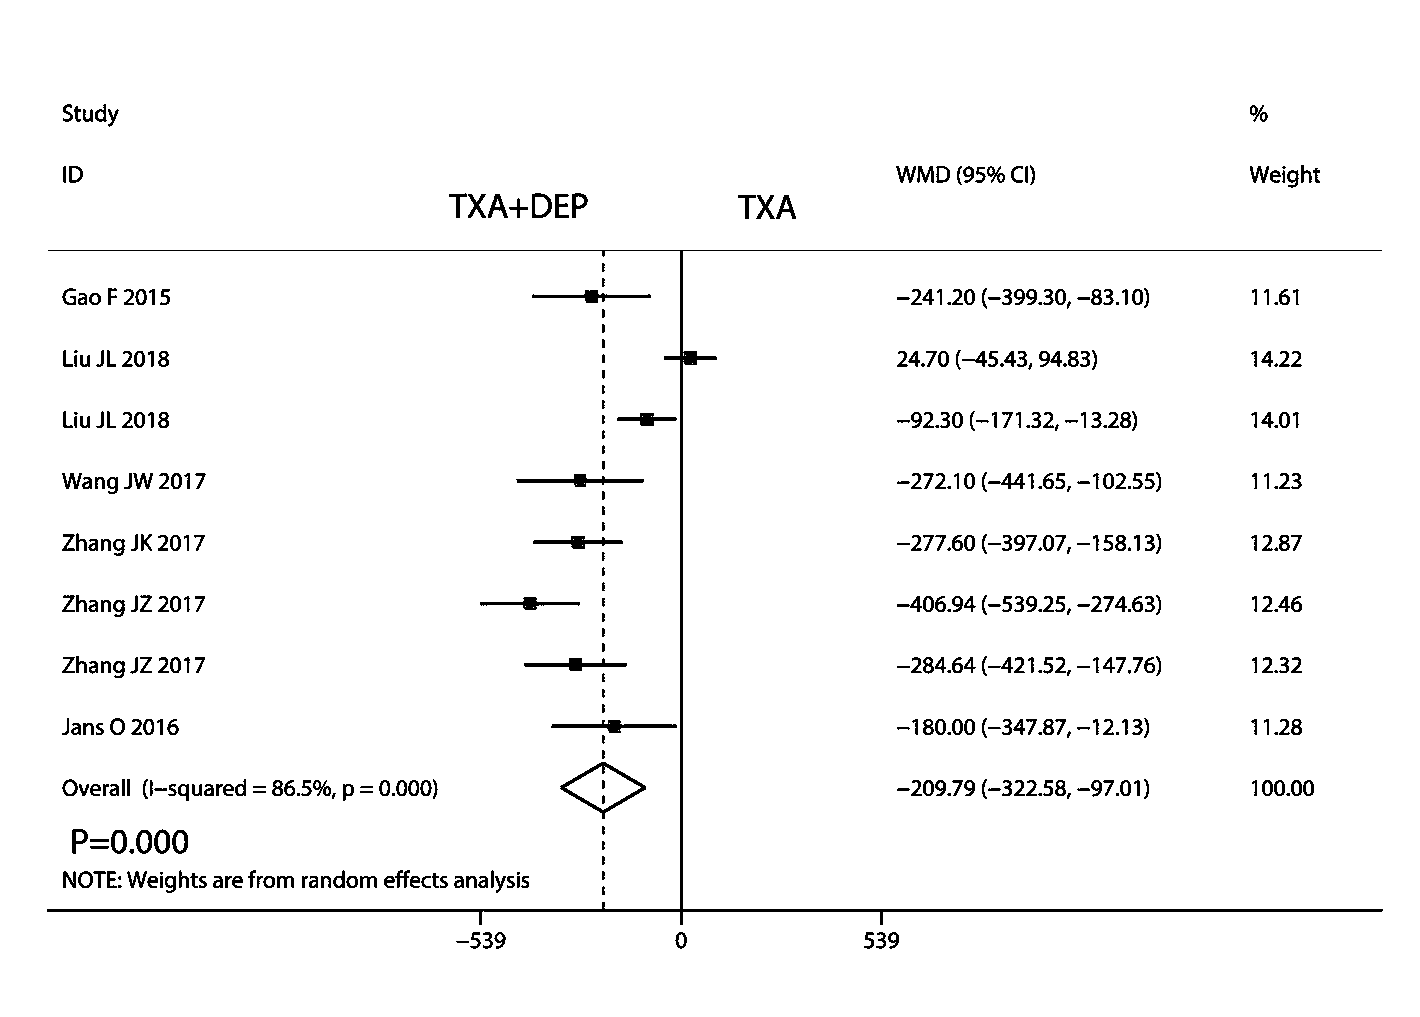 Study %
ID WMD (95% CI) Weight
TXA+DEP TXA
Gao F 2015 −241.20 (−399.30, −83.10) 11.61
Liu JL 2018 24.70 (−45.43, 94.83) 14.22
Liu JL 2018 −92.30 (−171.32, −13.28) 14.01
Wang JW 2017 −272.10 (−441.65, −102.55) 11.23
Zhang JK 2017 −277.60 (−397.07, −158.13) 12.87
Zhang JZ 2017 −406.94 (−539.25, −274.63) 12.46
Zhang JZ 2017 −284.64 (−421.52, −147.76) 12.32
Jans O 2016 −180.00 (−347.87, −12.13) 11.28
Overall (I−squared = 86.5%, p = 0.000) −209.79 (−322.58, −97.01) 100.00
P=0.000
NOTE: Weights are from random effects analysis
−539 0 539